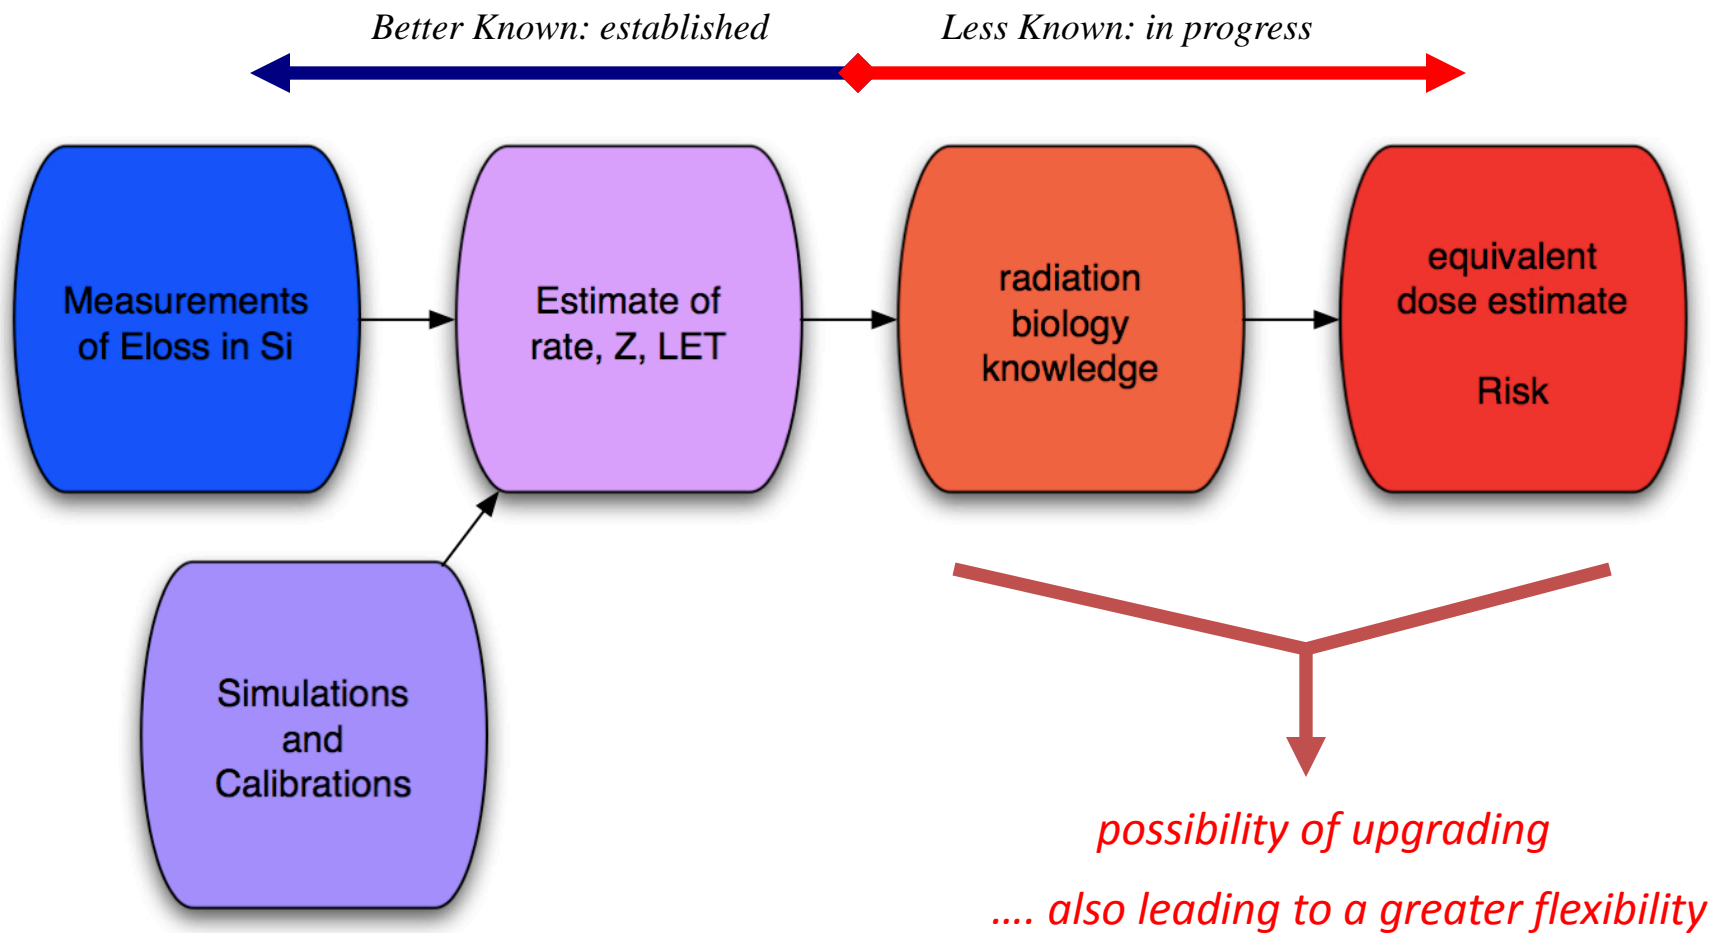 Better Known: established
Less Known: in progress
Measurements
of Eloss in Si
Estimate of
rate, Z, LET
radiation
biology
knowledge
equivalent
dose estimate
Risk
Simulations
and
Calibrations
possibility of upgrading
.... also leading to a greater flexibility